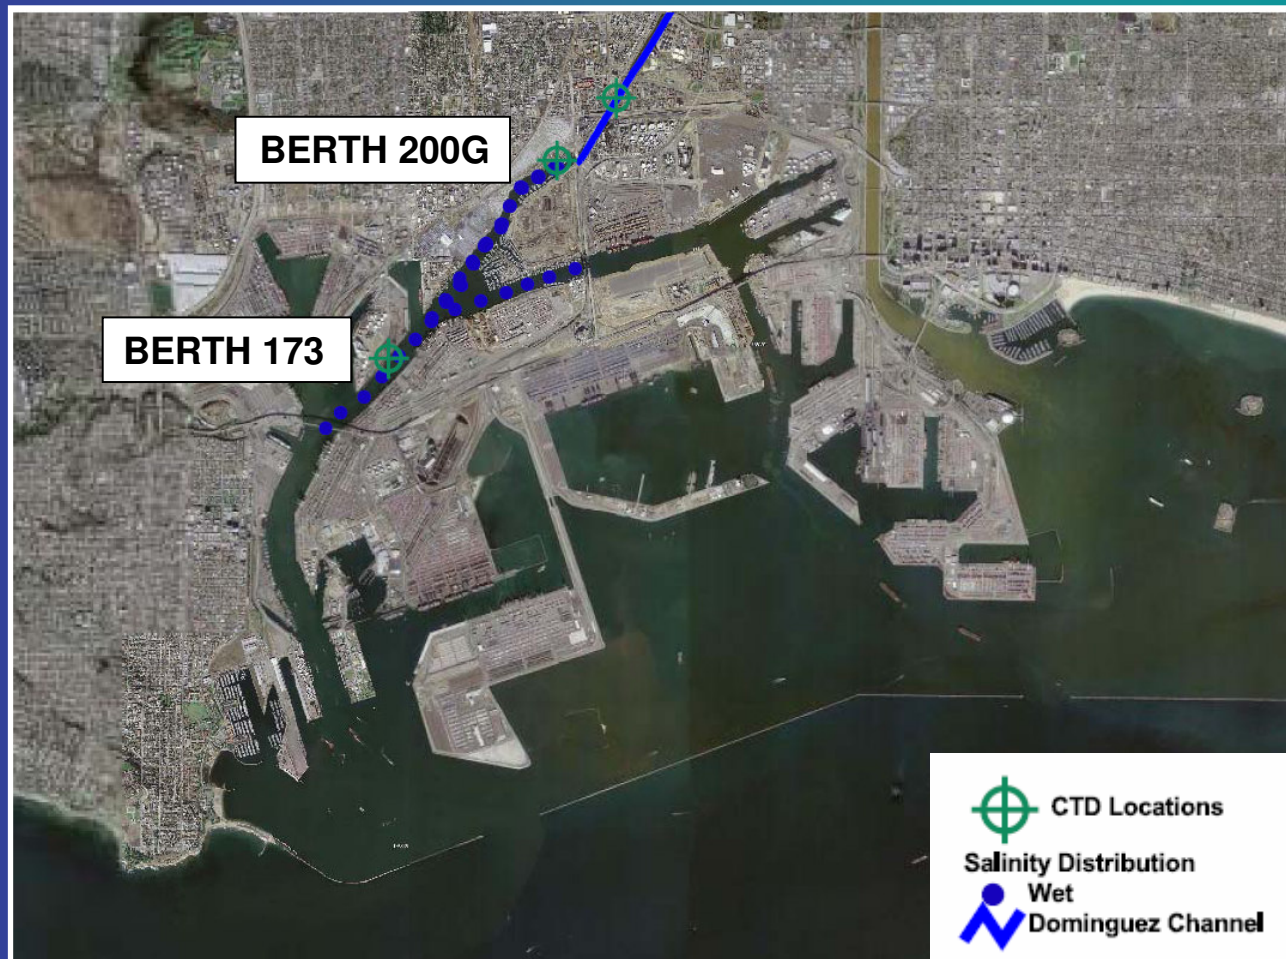 BERTH 200G
BERTH 173
CTD Locations
Salinity Distribution
Wet
Dominguez Channel